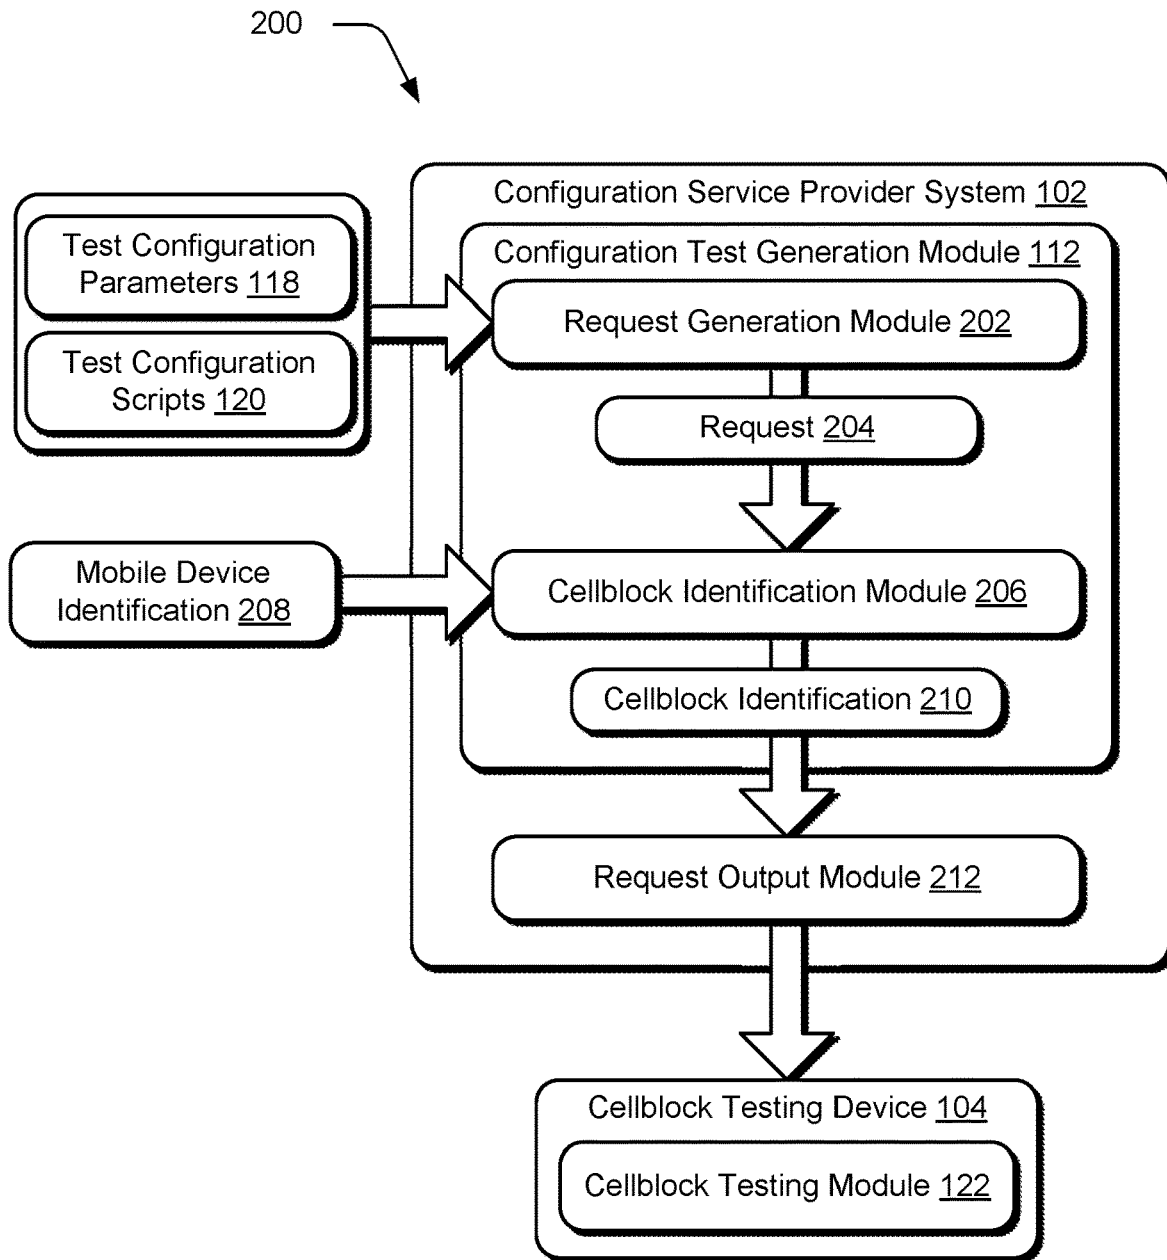 200
Configuration Service Provider System 102
Test Configuration
Parameters 118
Test Configuration
Scripts 120
Configuration Test Generation Module 112
Request Generation Module 202
Request 204
Mobile Device
Identification 208
Cellblock Identification Module 206
Cellblock Identification 210
Request Output Module 212
Cellblock Testing Device 104
Cellblock Testing Module 122